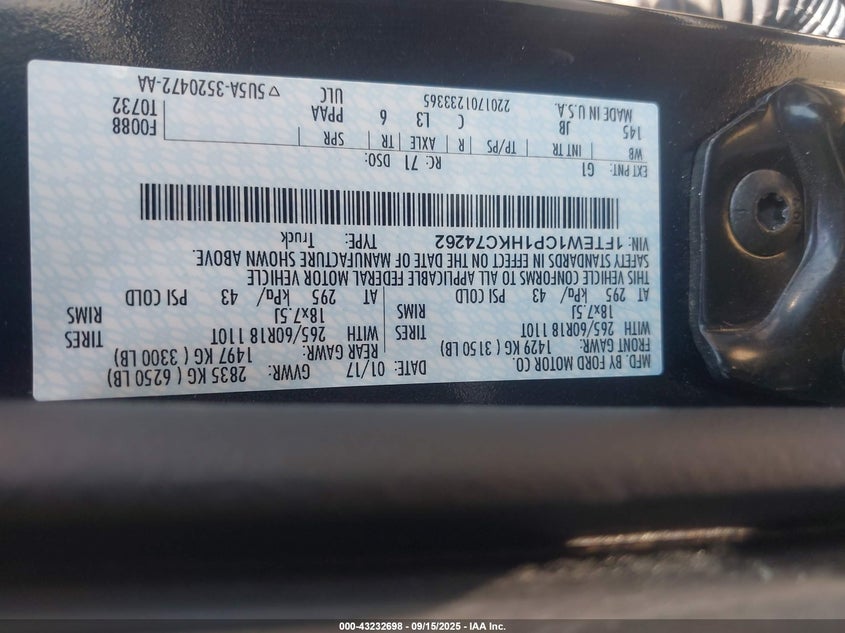 MFD. BY FORD MOTOR CO.
DATE: 01/17 GVWR: 2835 KG ( 6250 LB)
FRONT GAWR: 1429 KG ( 3150 LB) REAR GAWR: 1497 KG ( 3300 LB)
WITH 265/60R18 110T TIRES WITH 265/60R18 110T TIRES
18x7.5J RIMS 18x7.5J RIMS
AT 295 kPa/ 43 PSI COLD AT 295 kPa/ 43 PSI COLD
THIS VEHICLE CONFORMS TO ALL APPLICABLE FEDERAL MOTOR VEHICLE
SAFETY STANDARDS IN EFFECT ON THE DATE OF MANUFACTURE SHOWN ABOVE.
VIN: 1FTEW1CP1HKC74262 TYPE: Truck
EXT PNT: G1 RC: 71 DSO:
WB INT TR TP/PS R AXLE TR SPR F0088
145 JB C L3 6 PPAA T0732
MADE IN U.S.A. 2201701233365 ULC ▽5U5A-3520472-AA
000-43232698 - 09/15/2025 - IAA Inc.